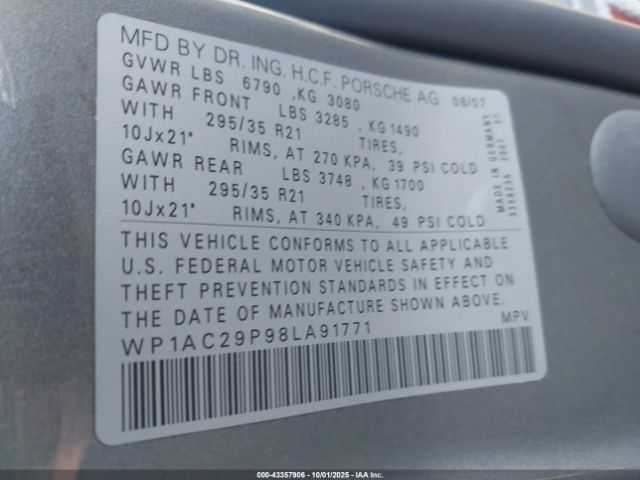 MFD BY DR. ING. H.C.F. PORSCHE AG 08/07
GVWR LBS 6790 ,KG 3080
GAWR FRONT LBS 3285 , KG 1490
WITH 295/35 R21 TIRES,
10Jx21" RIMS, AT 270 KPA, 39 PSI COLD
GAWR REAR LBS 3748 , KG 1700
WITH 295/35 R21 TIRES,
10Jx21" RIMS, AT 340 KPA, 49 PSI COLD
MADE IN GERMANY
2007 37
THIS VEHICLE CONFORMS TO ALL APPLICABLE
U.S. FEDERAL MOTOR VEHICLE SAFETY AND
THEFT PREVENTION STANDARDS IN EFFECT ON
THE DATE OF MANUFACTURE SHOWN ABOVE.
WP1AC29P98LA91771 MPV
000-43357906 - 10/01/2025 - IAA Inc.